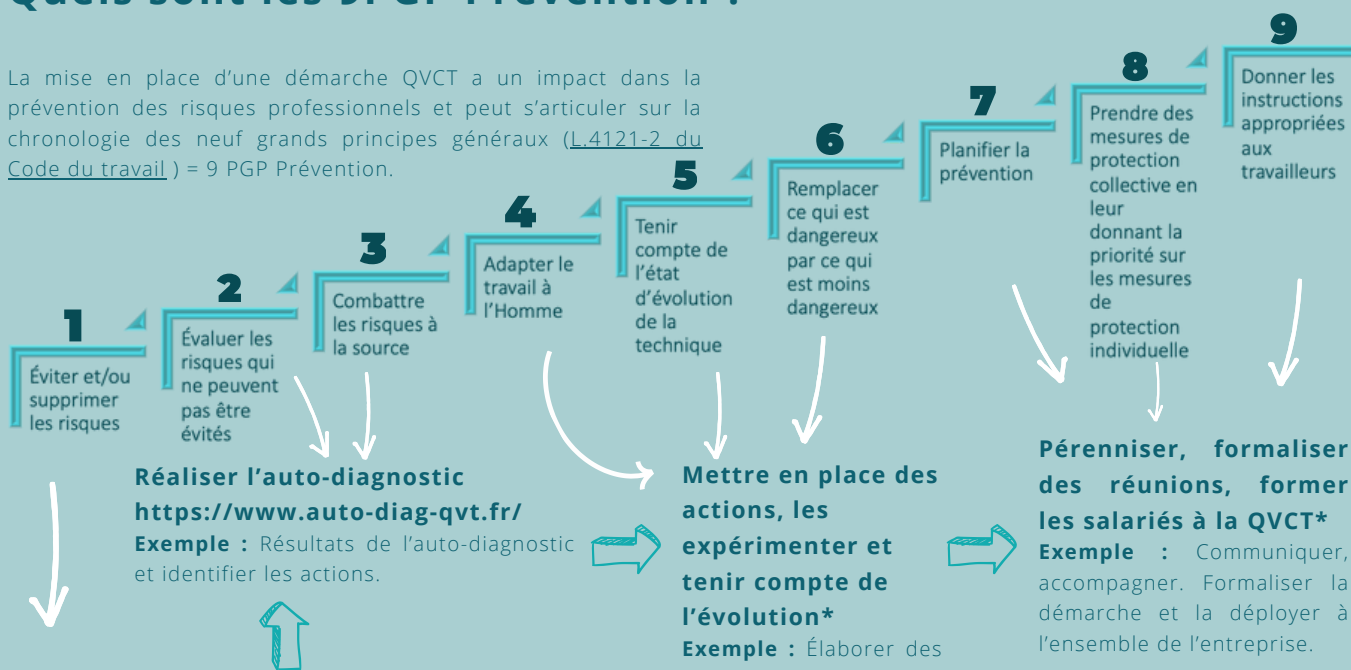 Quels sont les 9PGP Prévention ?
La mise en place d'une démarche QVCT a un impact dans la
prévention des risques professionnels et peut s'articuler sur la
chronologie des neuf grands principes généraux (L.4121-2 du
Code du travail ) = 9 PGP Prévention.
1
Éviter et/ou
supprimer
les risques
2
Évaluer les
risques qui
ne peuvent
pas être
évités
3
Combattre
les risques à
la source
4
Adapter le
travail à
l'Homme
5
Tenir
compte de
l'état
d'évolution
de la
technique
6
Remplacer
ce qui est
dangereux
par ce qui
est moins
dangereux
7
Planifier la
prévention
8
Prendre des
mesures de
protection
collective en
leur
donnant la
priorité sur
les mesures
de
protection
individuelle
9
Donner les
instructions
appropriées
aux
travailleurs
Réaliser l'auto-diagnostic
https://www.auto-diag-qvt.fr/
Exemple : Résultats de l'auto-diagnostic
et identifier les actions.
Mettre en place des
actions, les
expérimenter et
tenir compte de
l'évolution*
Exemple : Élaborer des
Pérenniser, formaliser
des réunions, former
les salariés à la QVCT*
Exemple : Communiquer,
accompagner. Formaliser la
démarche et la déployer à
l'ensemble de l'entreprise.